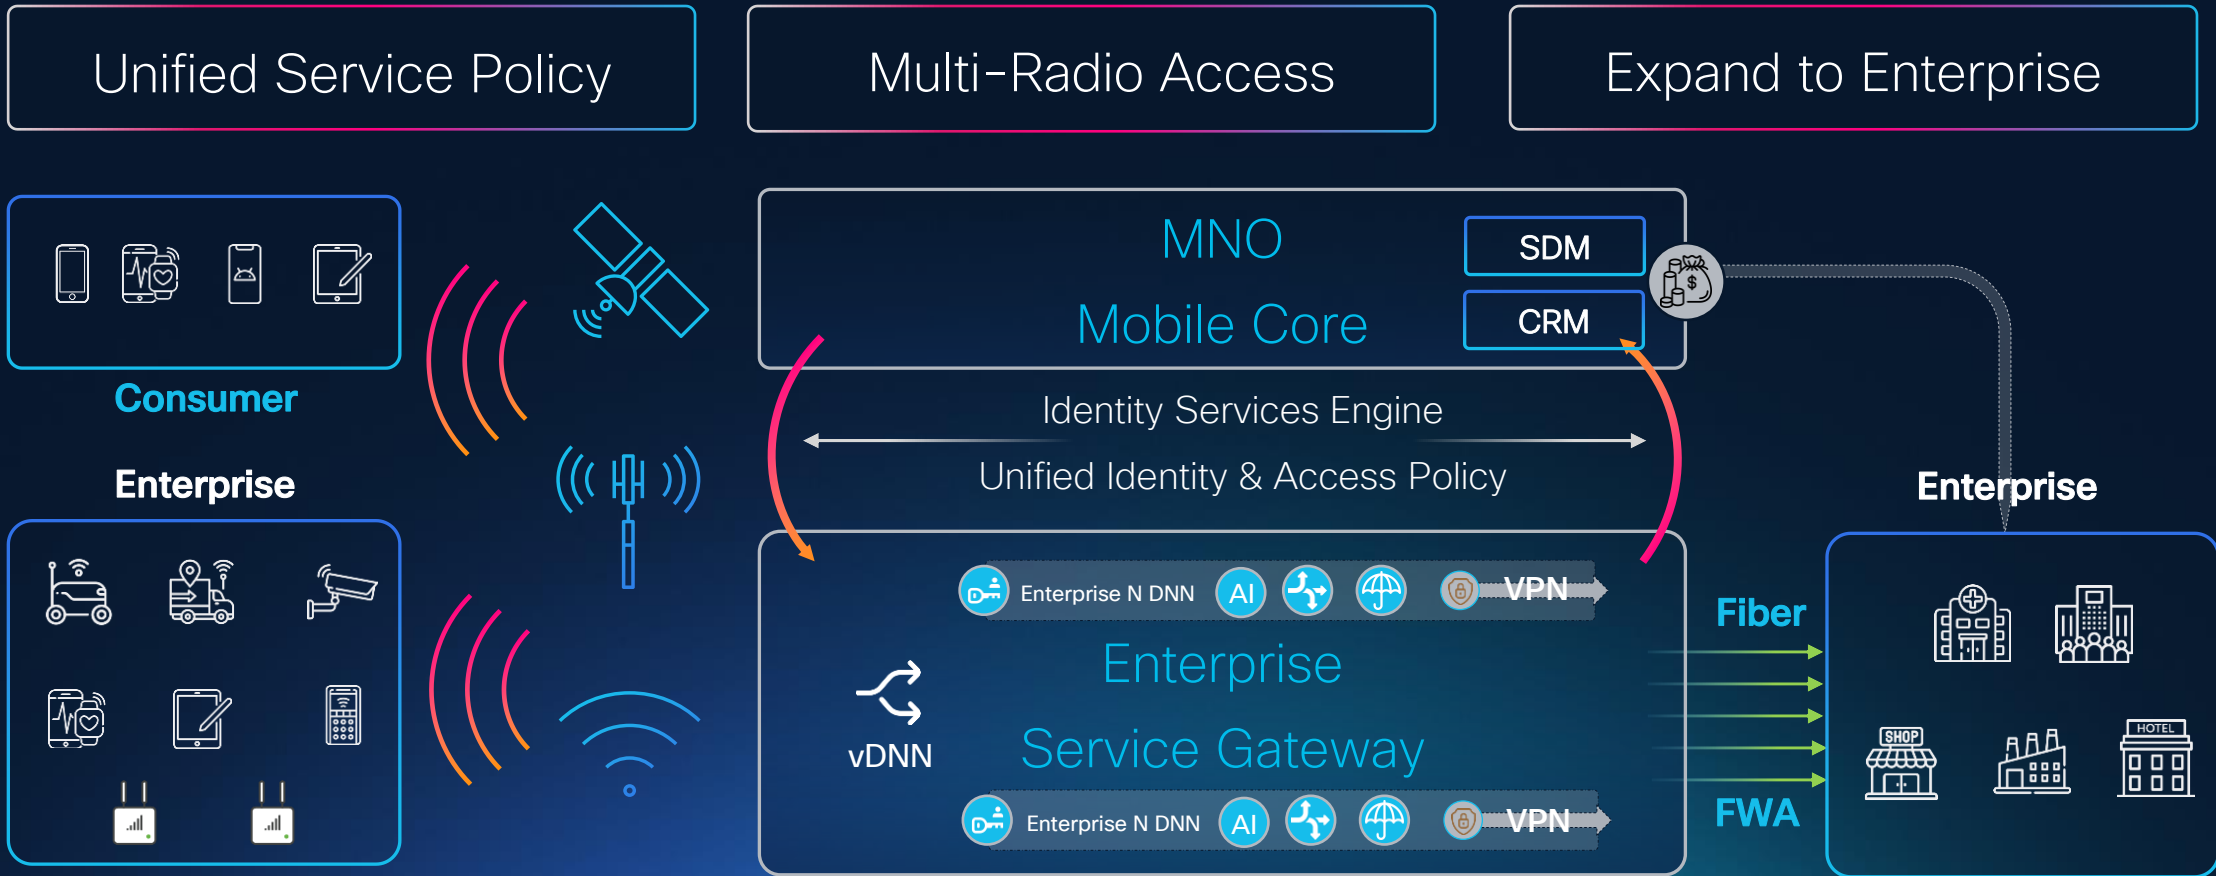 Unified Service Policy
Multi-Radio Access
Expand to Enterprise
Consumer
Enterprise
MNO
Mobile Core
SDM
CRM
Identity Services Engine
Unified Identity & Access Policy
Enterprise N DNN
AI
VPN
vDNN
Enterprise
Service Gateway
Enterprise N DNN
AI
VPN
Fiber
FWA
Enterprise
SHOP
HOTEL
$